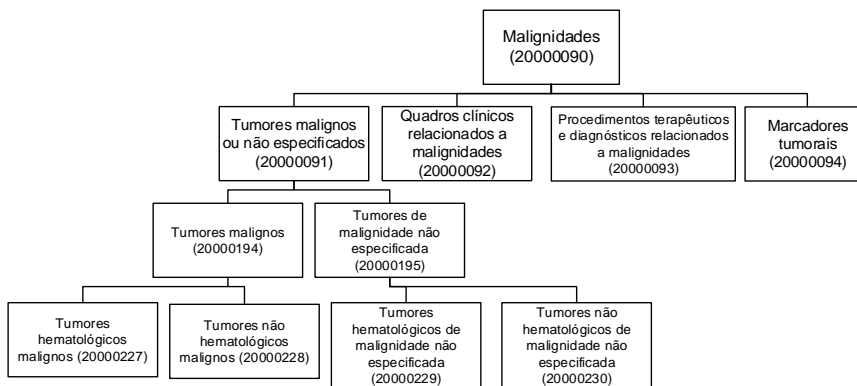 Malignidades
(20000090)
Tumores malignos
ou não especificados
(20000091)
Quadros clínicos
relacionados a
malignidades
(20000092)
Procedimentos terapêuticos
e diagnósticos relacionados
a malignidades
(20000093)
Marcadores
tumorais
(20000094)
Tumores malignos
(20000194)
Tumores de
malignidade não
especificada
(20000195)
Tumores
hematológicos
malignos (20000227)
Tumores não
hematológicos
malignos (20000228)
Tumores
hematológicos de
malignidade não
especificada
(20000229)
Tumores não
hematológicos de
malignidade não
especificada
(20000230)